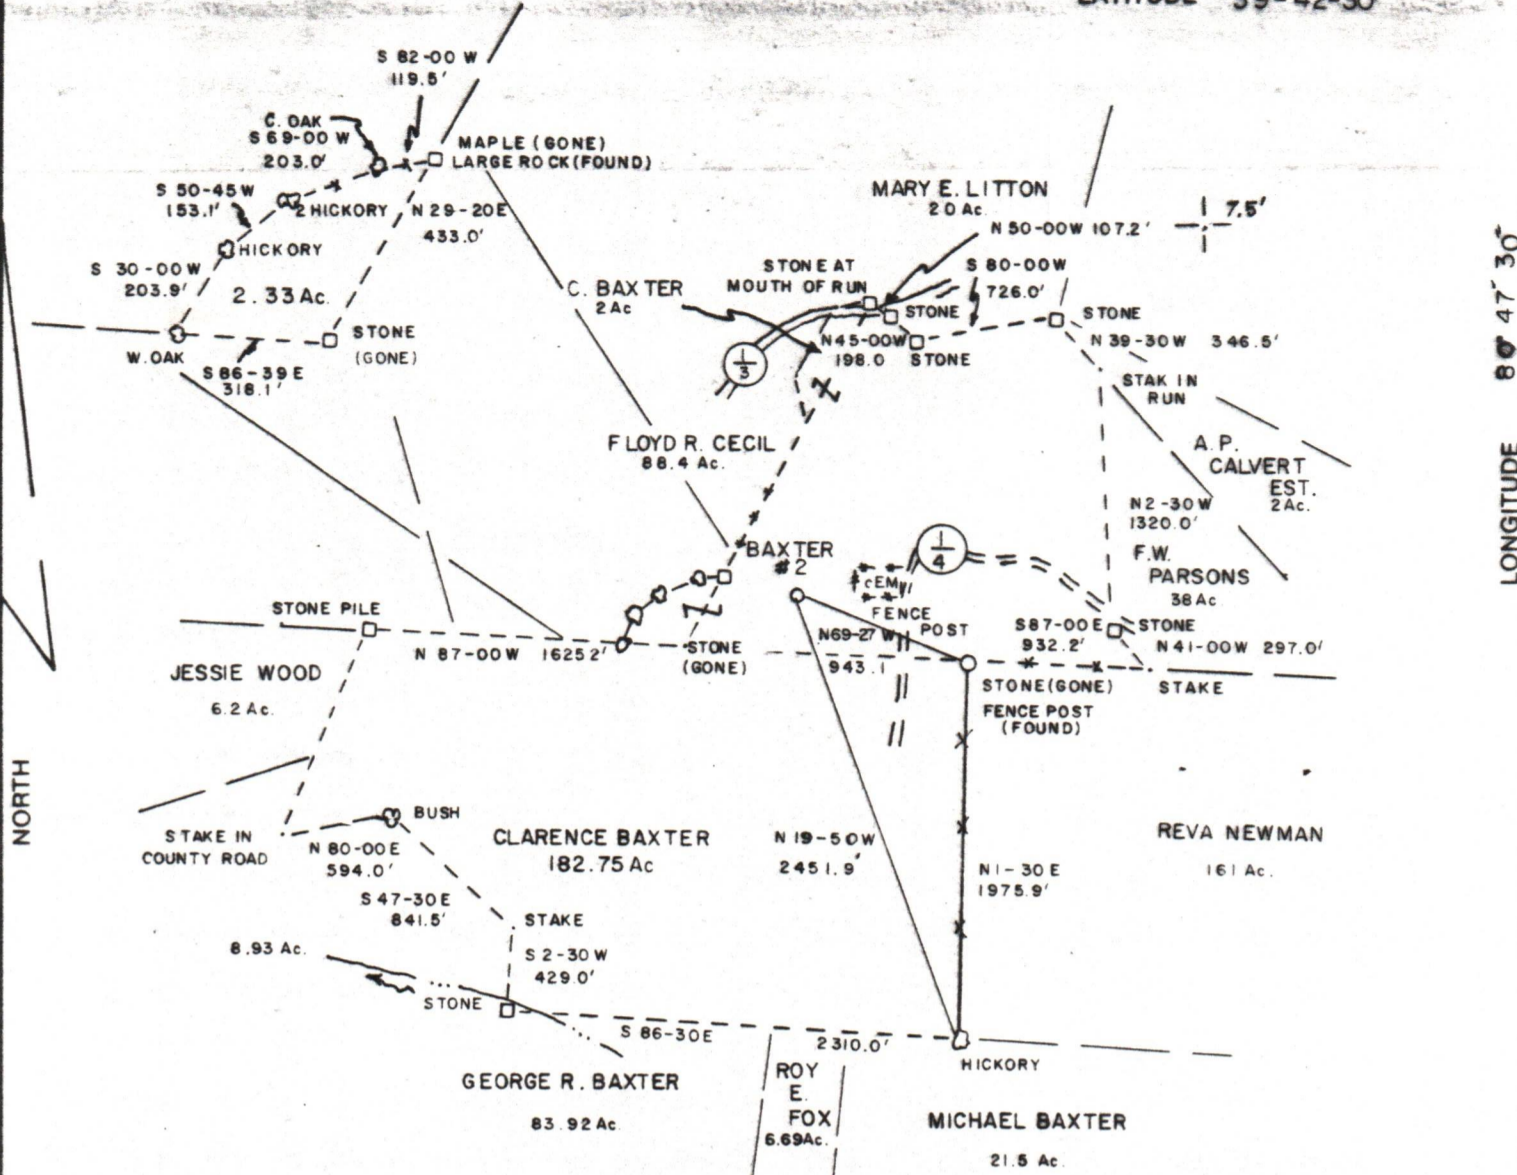 LATITUDE 39-42-30
S 82-00 W
119.5'
C. OAK
S 69-00 W
203.0'
MAPLE (GONE)
LARGE ROCK (FOUND)
S 50-45 W
153.1'
2 HICKORY
N 29-20 E
433.0'
HICKORY
S 30-00 W
203.9'
2.33 Ac.
W. OAK
STONE
(GONE)
S 86-39 E
318.1'
MARY E. LITTON
20 Ac.
N 50-00 W 107.2'
7.5'
STONE AT
MOUTH OF RUN
S 80-00 W
726.0'
C. BAXTER
2 Ac
STONE
STONE
N 45-00 W
198.0
STONE
1/3
N 39-30 W 346.5'
STAK IN
RUN
FLOYD R. CECIL
88.4 Ac.
A.P.
CALVERT
EST.
2 Ac.
N 2-30 W
1320.0'
80 47' 30"
LONGITUDE
BAXTER
#2
1/4
CEM
F.W.
PARSONS
38 Ac
FENCE
POST
STONE PILE
N 87-00 W 1625 2'
STONE
(GONE)
N 69-27 W
943.1
S 87-00 E
932.2'
STONE
N 41-00 W 297.0'
STAKE
STONE (GONE)
FENCE POST
(FOUND)
JESSIE WOOD
6.2 Ac.
NORTH
BUSH
STAKE IN
COUNTY ROAD
N 80-00 E
594.0'
CLARENCE BAXTER
182.75 Ac
N 19-50 W
2451.9'
N 1-30 E
1975.9'
REVA NEWMAN
161 Ac.
S 47-30 E
841.5'
STAKE
8.93 Ac.
S 2-30 W
429.0'
STONE
S 86-30 E
2310.0'
HICKORY
GEORGE R. BAXTER
83.92 Ac.
ROY
E.
FOX
6.69 Ac.
MICHAEL BAXTER
21.5 Ac.